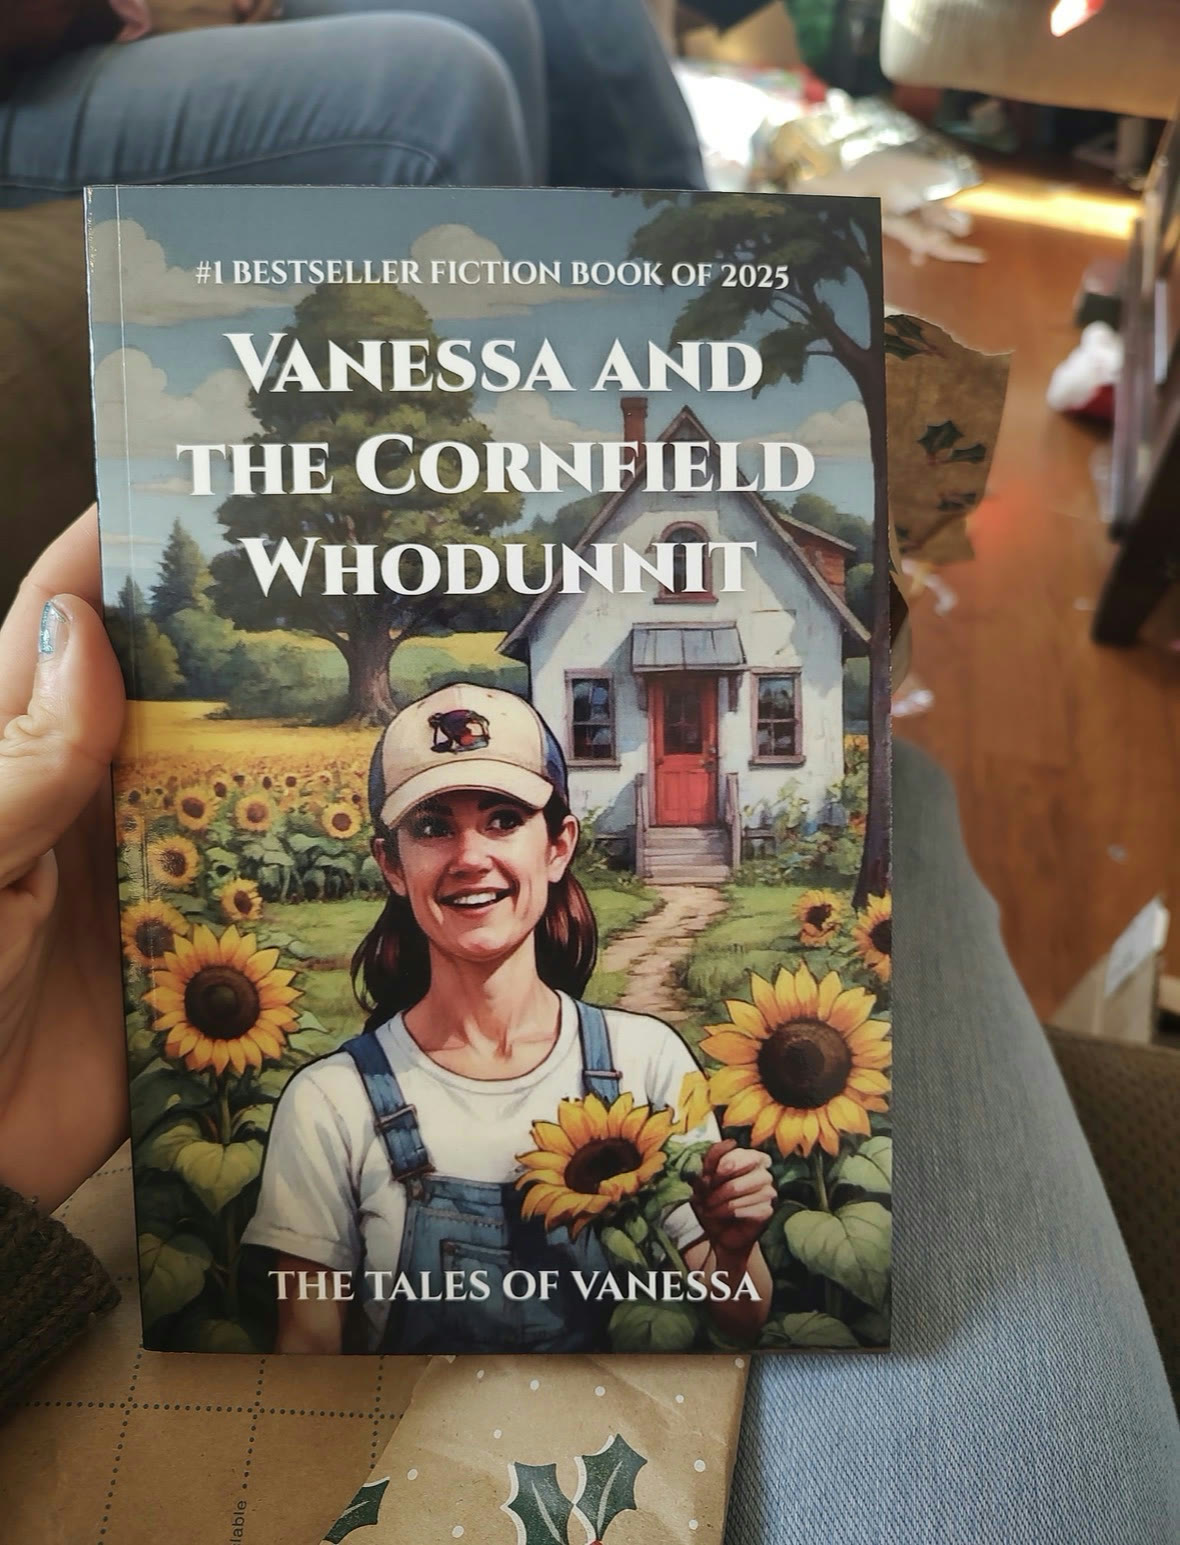 #1 BESTSELLER FICTION BOOK OF 2025
VANESSA AND
THE CORNFIELD
WHODUNNIT
THE TALES OF VANESSA